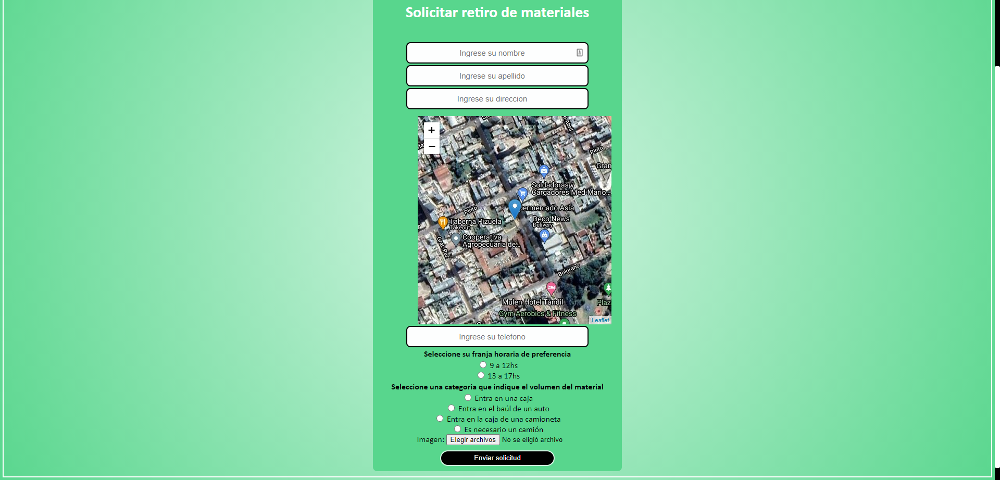 Solicitar retiro de materiales
Ingrese su nombre
Ingrese su apellido
Ingrese su direccion
+
−
Abril
Pinto
Gran
Soldadoras y
Cargadores Med Mario...
permercado Asia
Pinto
Deco News
Delivery
Taberna Pizuela
Takeout
Cooperativa
Agropecuaria de...
Gral. Paz
Belgrano
Mulen Hotel Tandil
Plaz
Gym Aerobics & Fitness
Leaflet
Ingrese su telefono
Seleccione su franja horaria de preferencia
9 a 12hs
13 a 17hs
Seleccione una categoria que indique el volumen del material
Entra en una caja
Entra en el baúl de un auto
Entra en la caja de una camioneta
Es necesario un camión
Imagen: Elegir archivos No se eligió archivo
Enviar solicitud